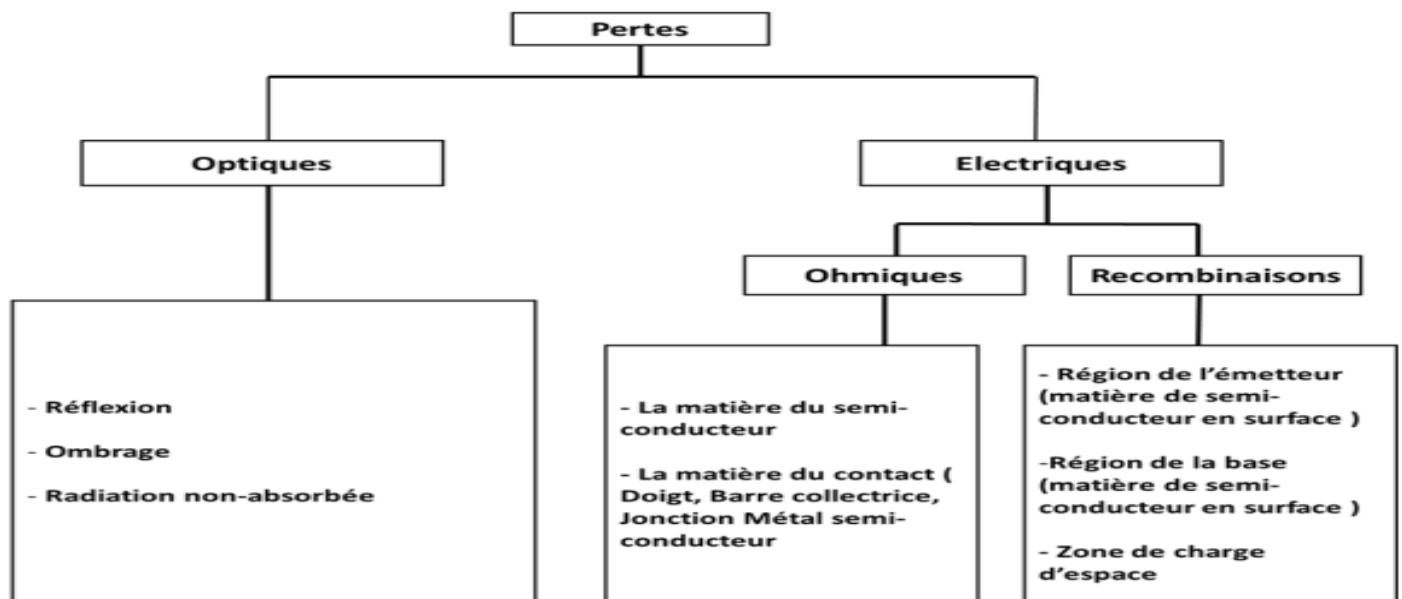 Pertes
Optiques
Electriques
Ohmiques
Recombinaisons
- Réflexion
- Ombrage
- Radiation non-absorbée
- La matière du semi-
conducteur
- La matière du contact (
Doigt, Barre collectrice,
Jonction Métal semi-
conducteur
- Région de l’émetteur
(matière de semi-
conducteur en surface )
-Région de la base
(matière de semi-
conducteur en surface )
- Zone de charge
d’espace